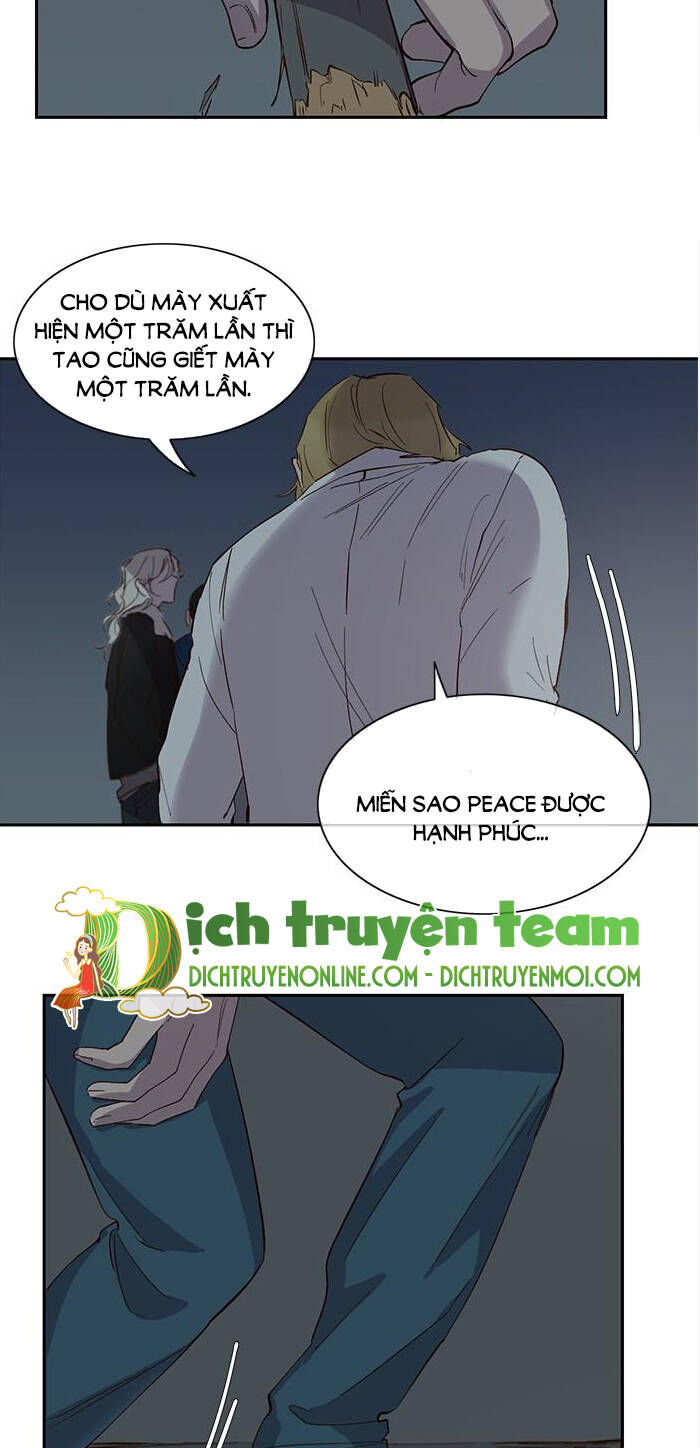 CHO DÙ MÀY XUẤT
HIỆN MỘT TRĂM LẦN THÌ
TAO CŨNG GIẾT MÀY
MỘT TRĂM LẦN.
MIỄN SAO PEACE ĐƯỢC
HẠNH PHÚC...
Dịch truyện team
DICHTRUYENONLINE.COM - DICHTRUYENMOI.COM